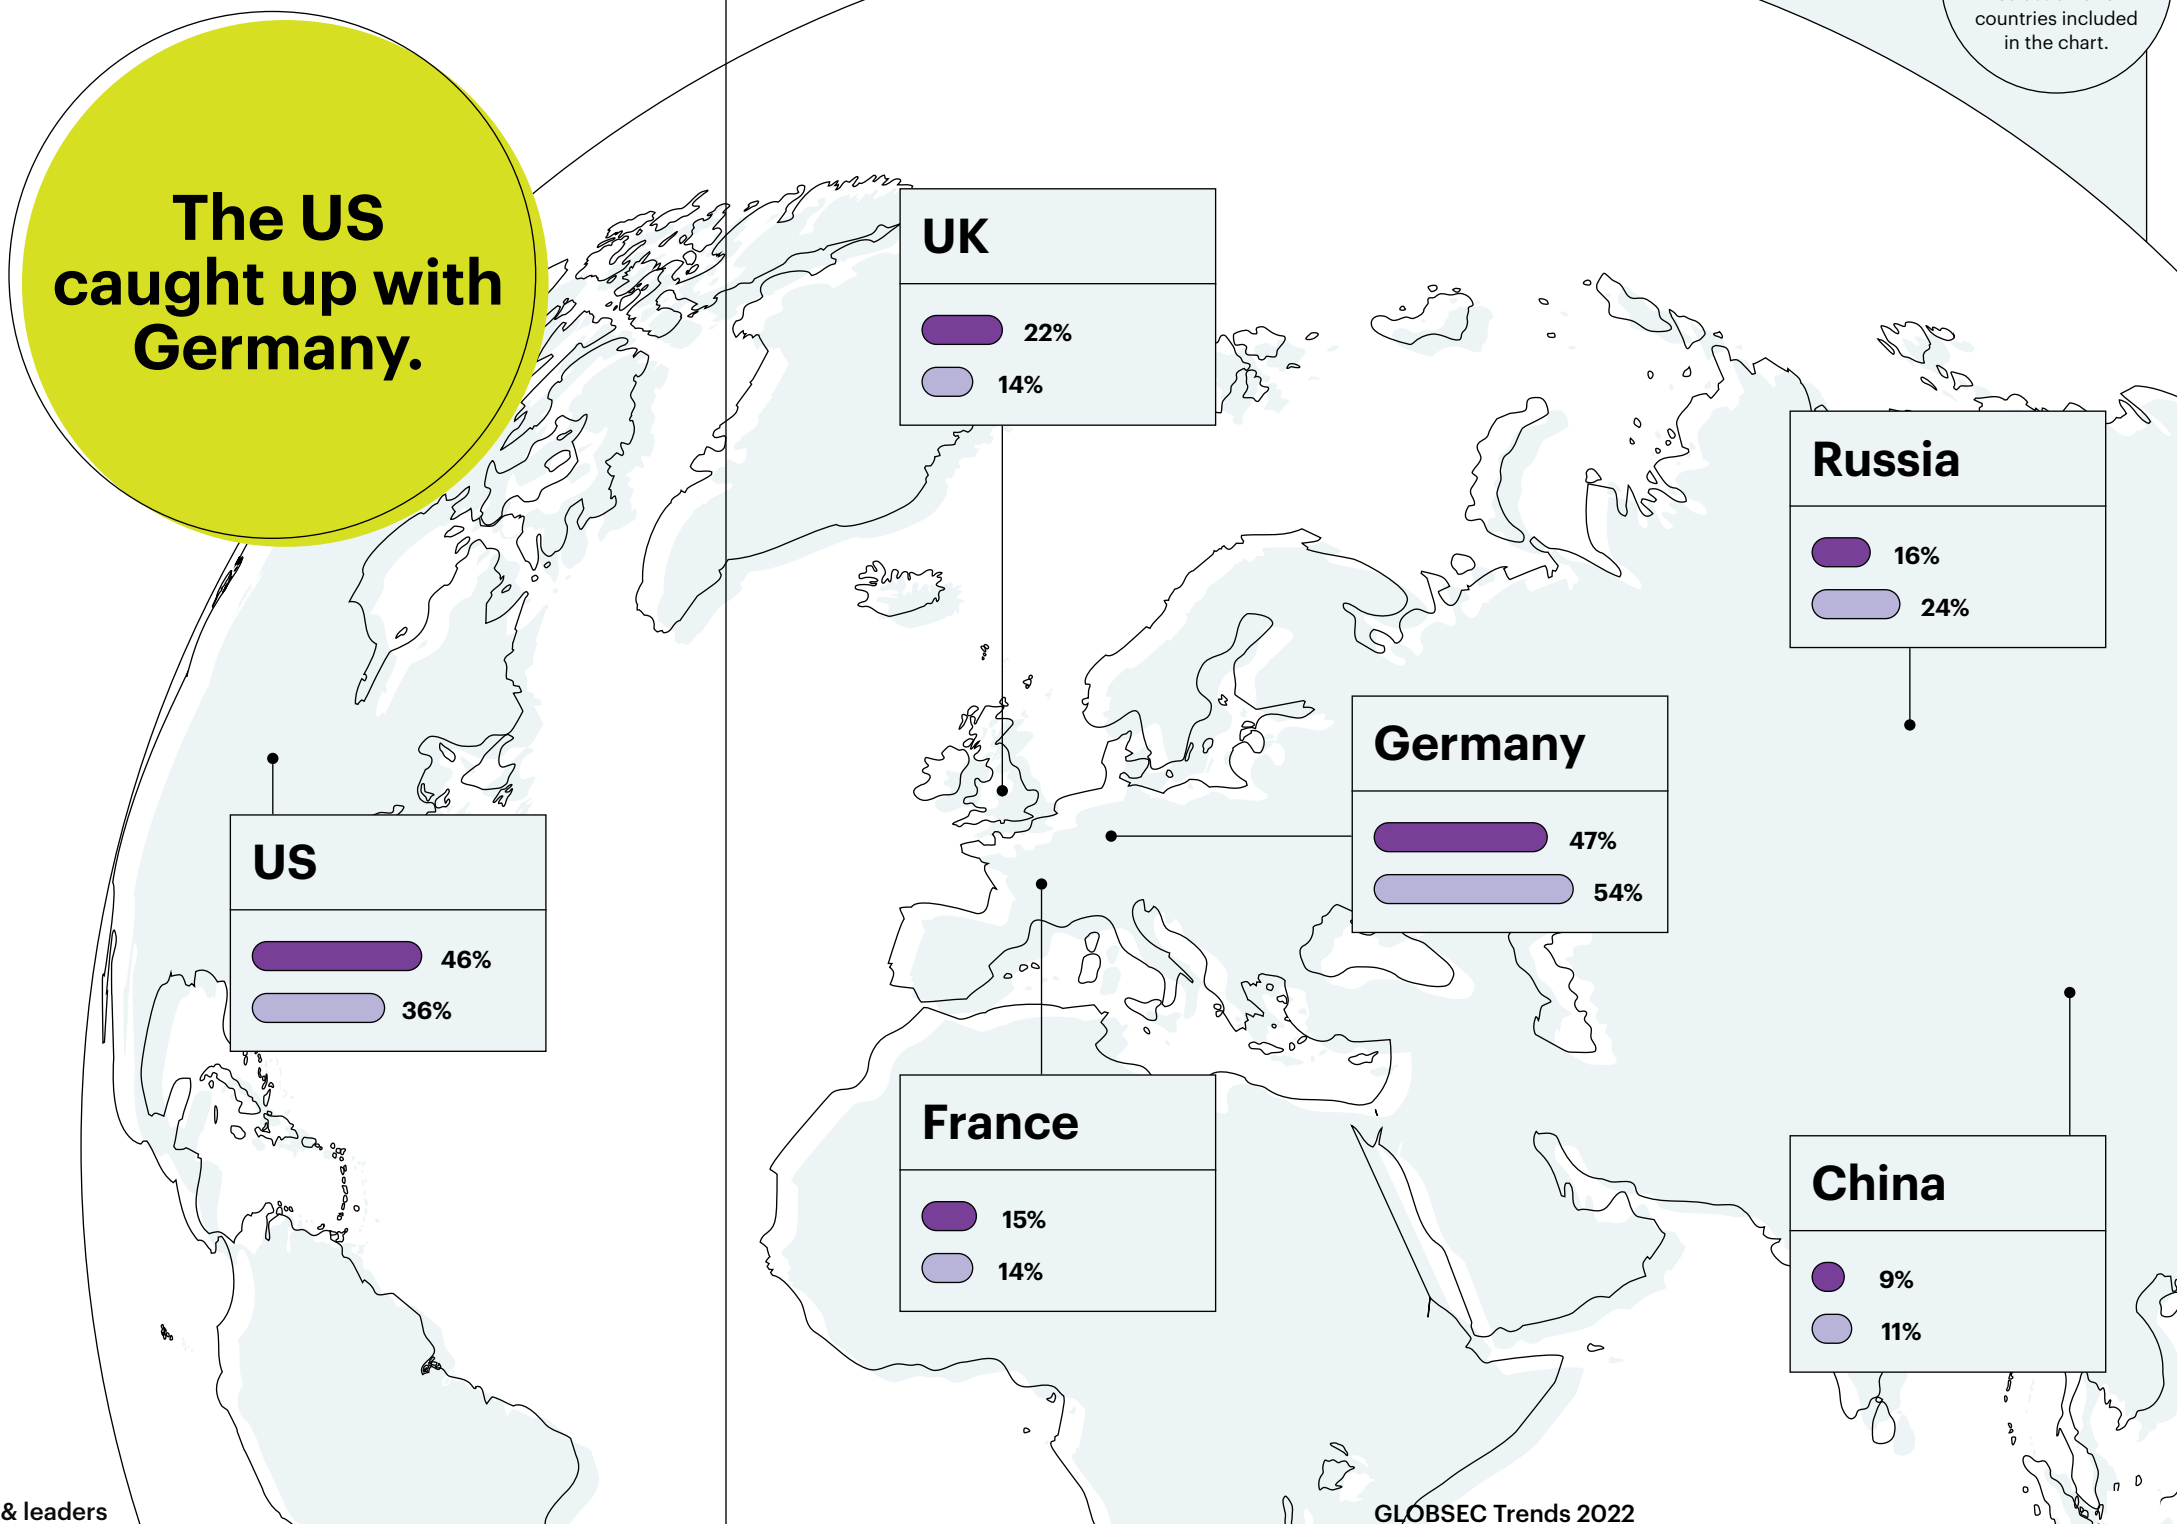 countries included
in the chart.
The US
caught up with
Germany.
UK
22%
14%
Russia
16%
24%
Germany
47%
54%
US
46%
36%
France
15%
14%
China
9%
11%
& leaders
GLOBSEC Trends 2022